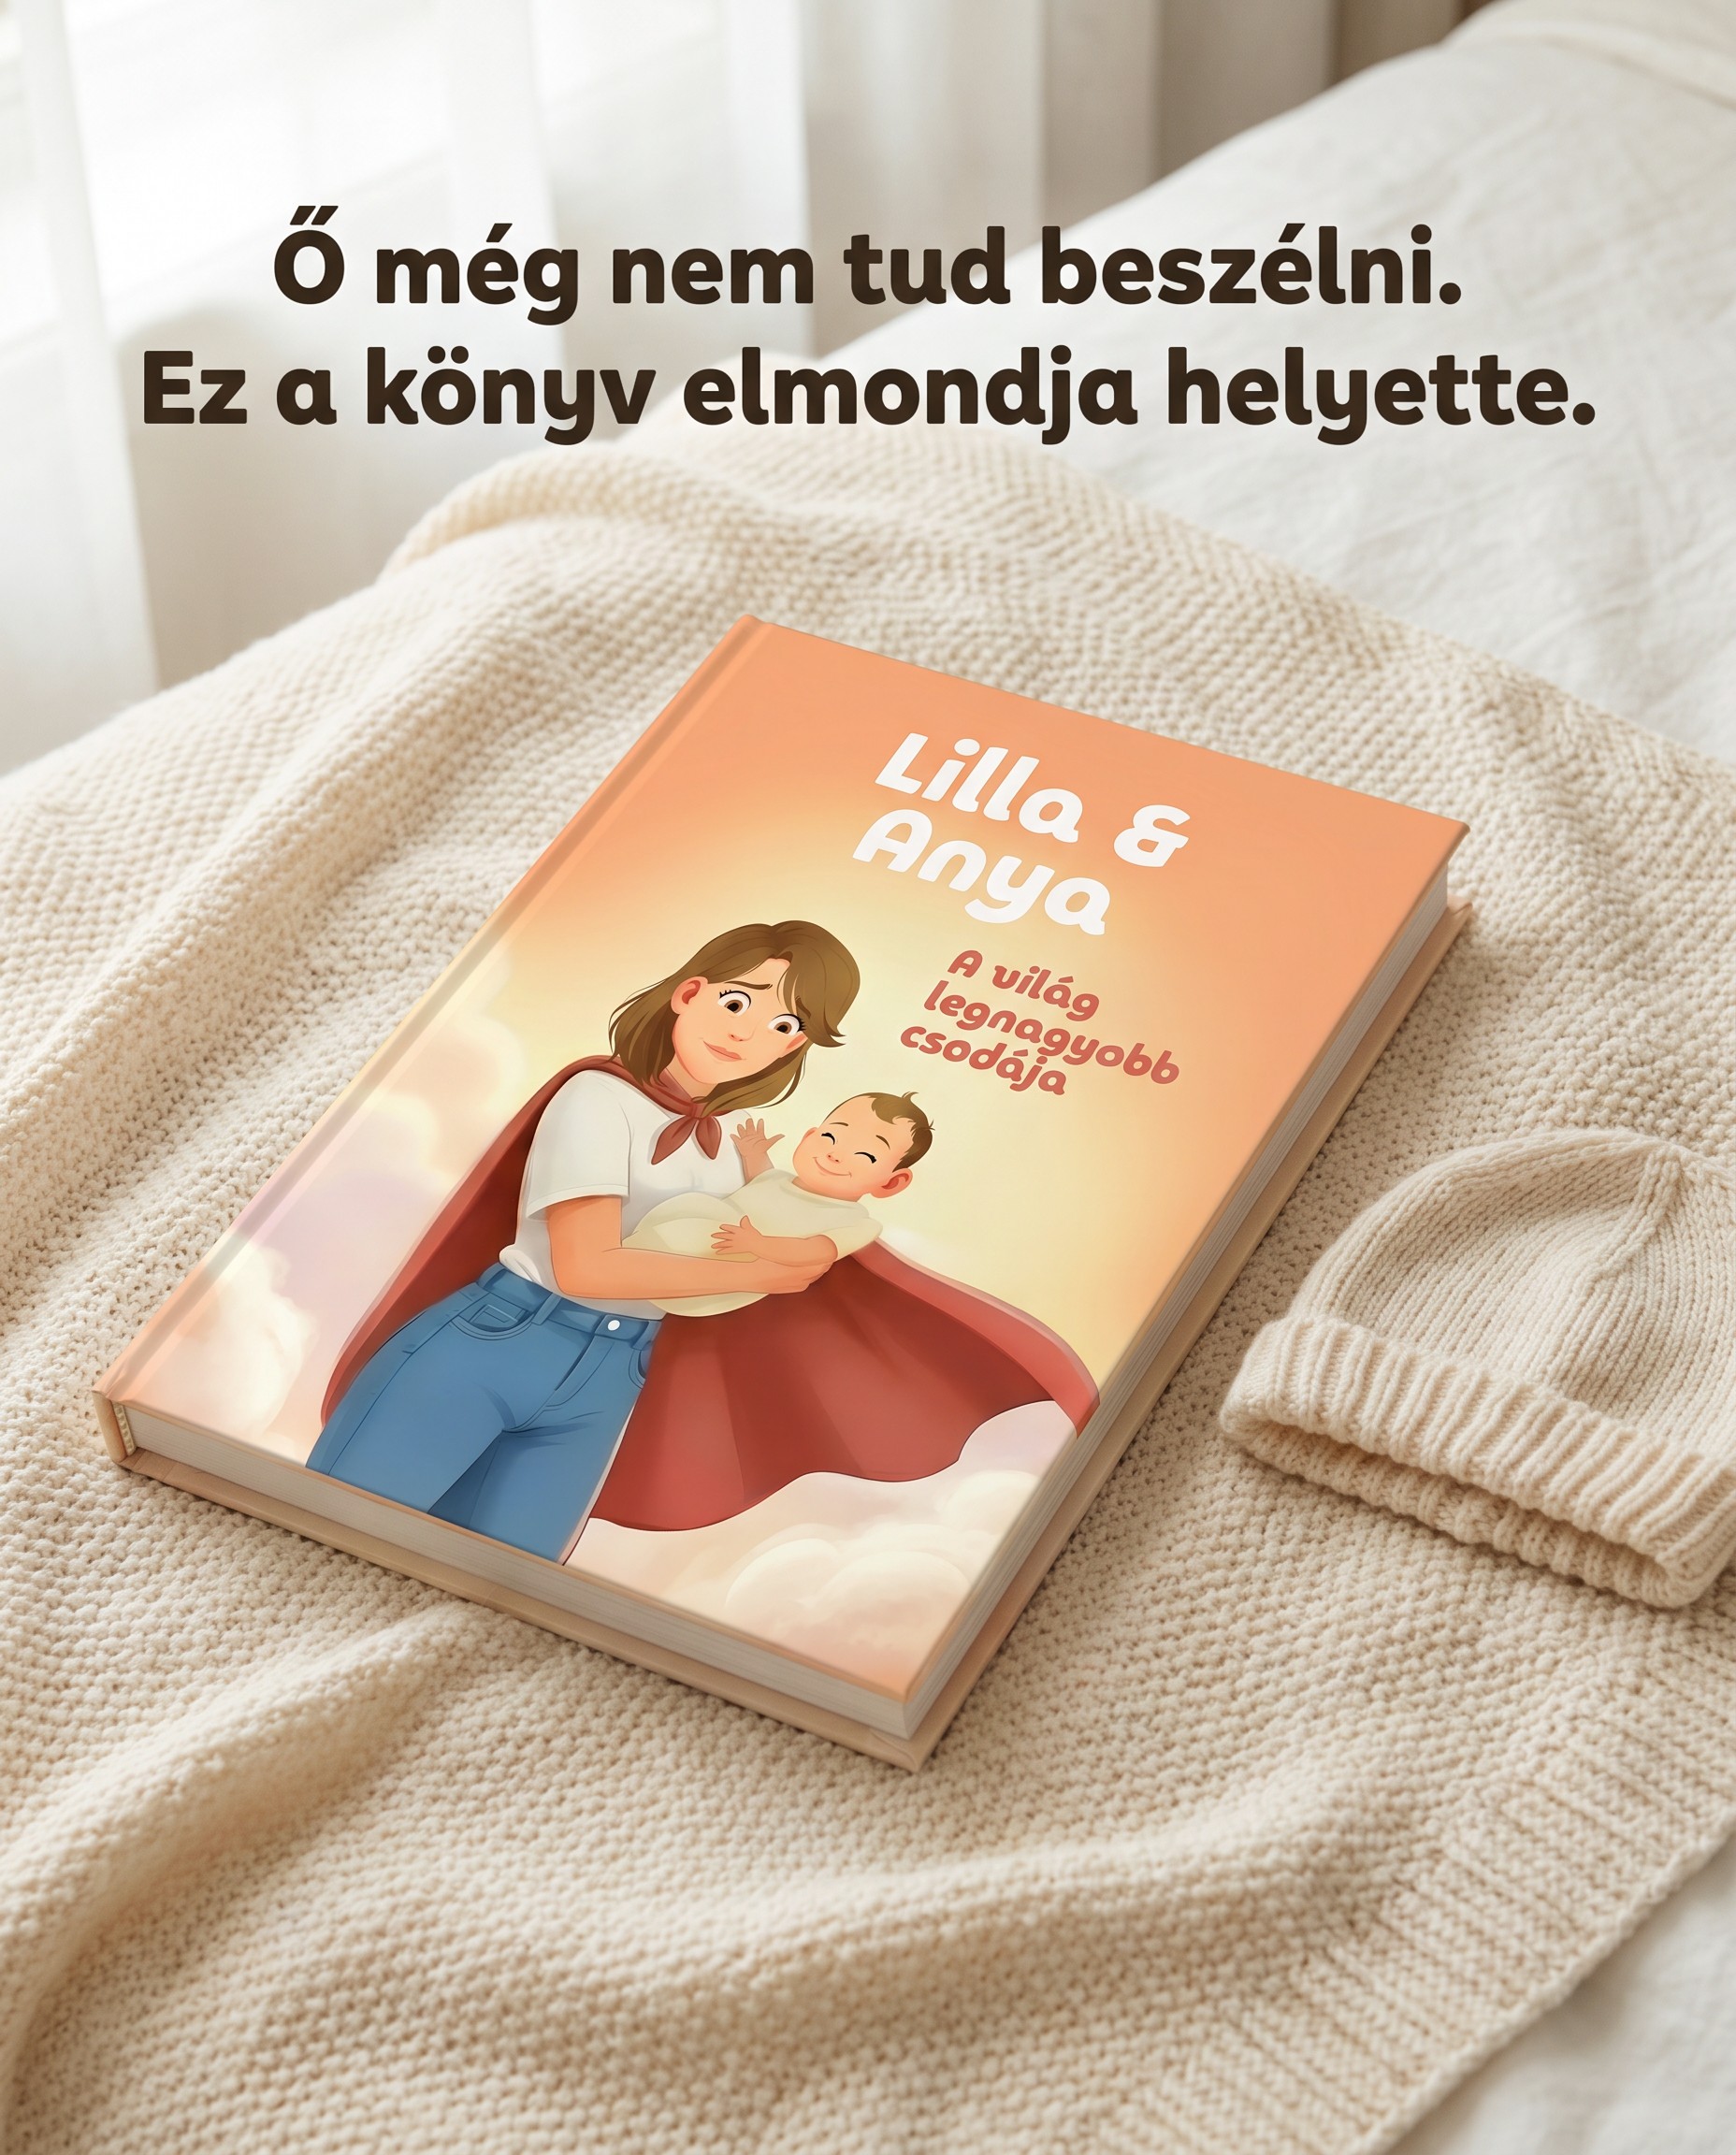 Ő még nem tud beszélni.
Ez a könyv elmondja helyette.
Lilla &
Anya
A világ
legnagyobb
csodája